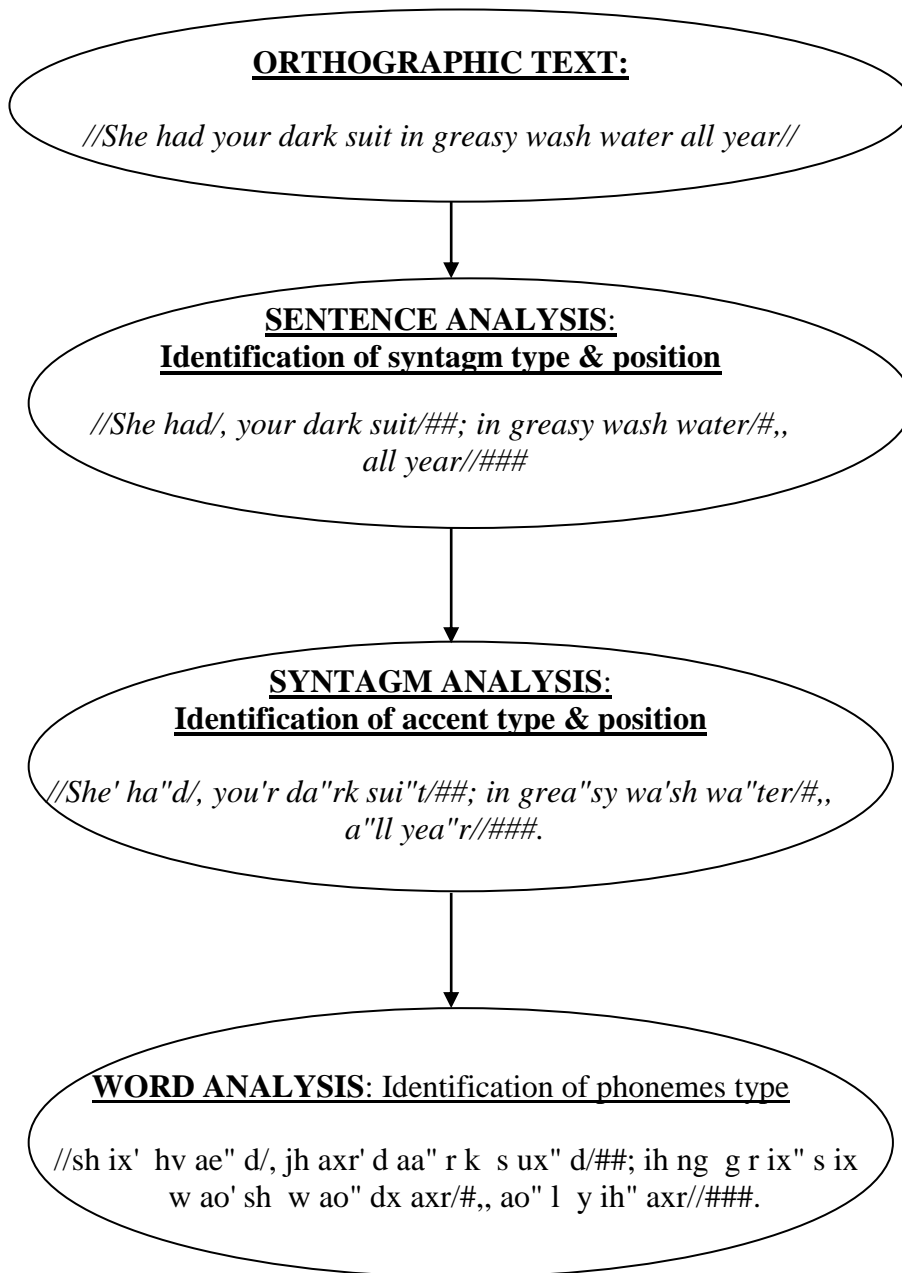 ORTHOGRAPHIC TEXT:
//She had your dark suit in greasy wash water all year//
SENTENCE ANALYSIS:
Identification of syntagm type & position
//She had/, your dark suit/##; in greasy wash water/#,,
all year//###
SYNTAGM ANALYSIS:
Identification of accent type & position
//She' ha"d/, you'r da"rk sui"t/##; in grea"sy wa'sh wa"ter/#,,
a"ll yea"r//###.
WORD ANALYSIS: Identification of phonemes type
//sh ix' hv ae" d/, jh axr' d aa" r k s ux" d/##; ih ng g r ix" s ix
w ao' sh w ao" dx axr/#,, ao" l y ih" axr//###.